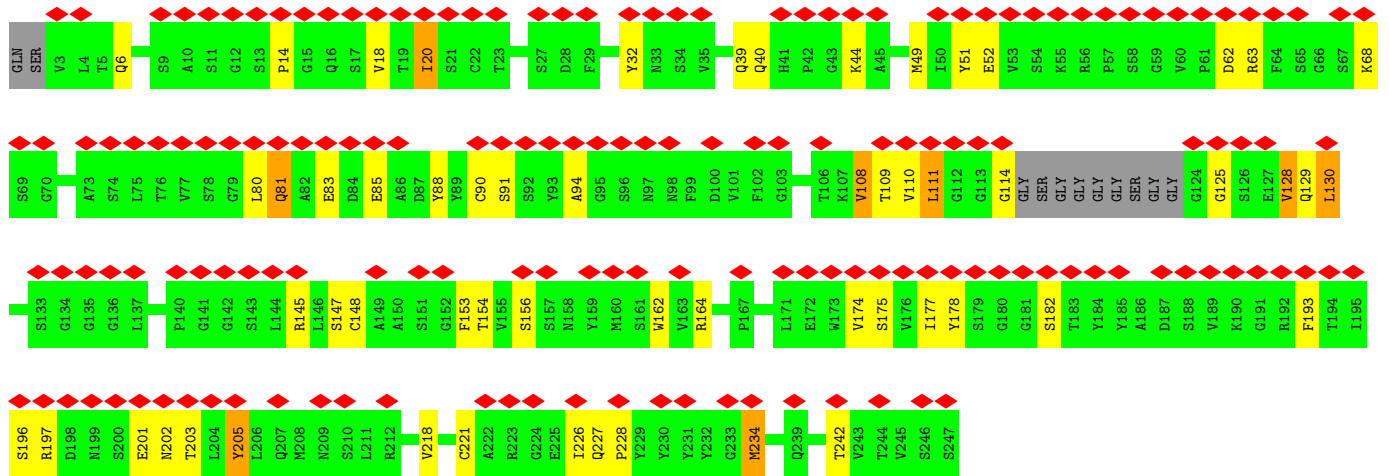 GLN SER V3 L4 T5 Q6 S9 A10 S11 G12 S13 P14 G15 Q16 S17 V18 T19 I20 S21 C22 T23 S27 D28 F29 Y32 N33 S34 V35 Q39 Q40 H41 P42 G43 K44 A45 M49 I50 Y51 E52 V53 S54 K55 R56 P57 S58 G59 V60 P61 D62 R63 F64 S65 G66 S67 K68
S69 G70 A73 S74 L75 T76 V77 S78 G79 L80 Q81 A82 E83 D84 E85 A86 D87 Y88 Y89 C90 S91 S92 Y93 A94 G95 S96 N97 N98 F99 D100 V101 F102 G103 T106 K107 V108 T109 V110 L111 G112 G113 G114 GLY SER GLY GLY GLY GLY SER GLY GLY G124 G125 S126 E127 V128 Q129 L130
S133 G134 G135 G136 L137 P140 G141 G142 S143 L144 R145 L146 S147 C148 A149 A150 S151 G152 F153 T154 V155 S156 S157 N158 Y159 M160 S161 W162 V163 R164 P167 L171 E172 W173 V174 S175 V176 I177 Y178 S179 G180 G181 S182 T183 Y184 Y185 A186 D187 S188 V189 K190 G191 R192 F193 T194 I195
S196 R197 D198 N199 S200 E201 N202 T203 L204 Y205 L206 Q207 M208 N209 S210 L211 R212 V218 C221 A222 R223 G224 E225 I226 Q227 P228 Y229 Y230 Y231 Y232 G233 M234 Q239 T242 V243 T244 V245 S246 S247